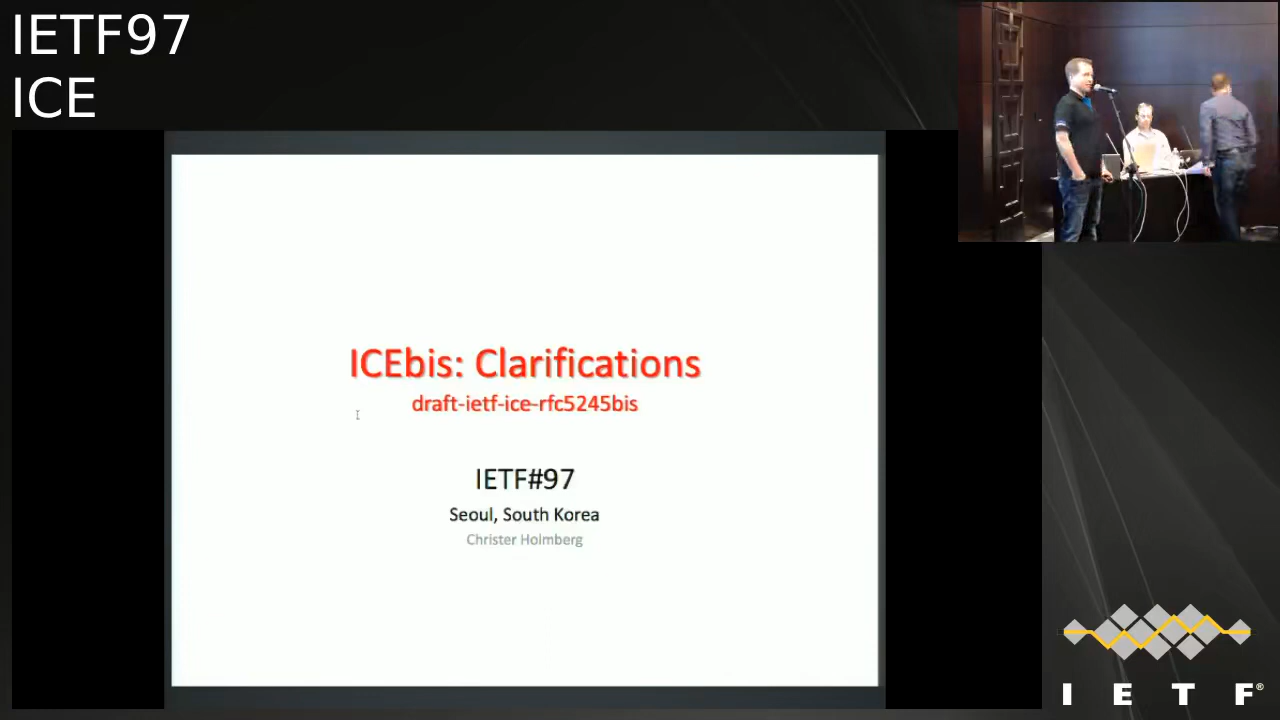 IETF97
ICE
ICEbis: Clarifications
draft-ietf-ice-rfc5245bis
IETF#97
Seoul, South Korea
Christer Holmberg
I E T F®